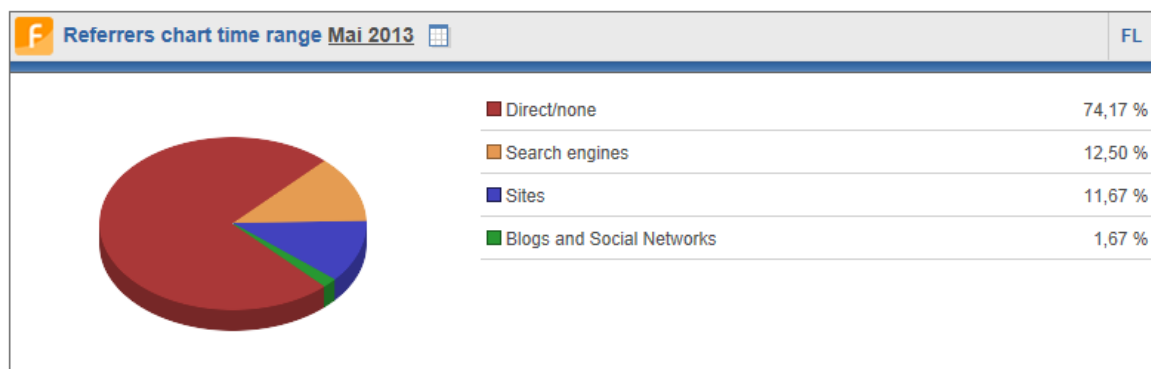 F Referrers chart time range Mai 2013 FL
Direct/none 74,17 %
Search engines 12,50 %
Sites 11,67 %
Blogs and Social Networks 1,67 %